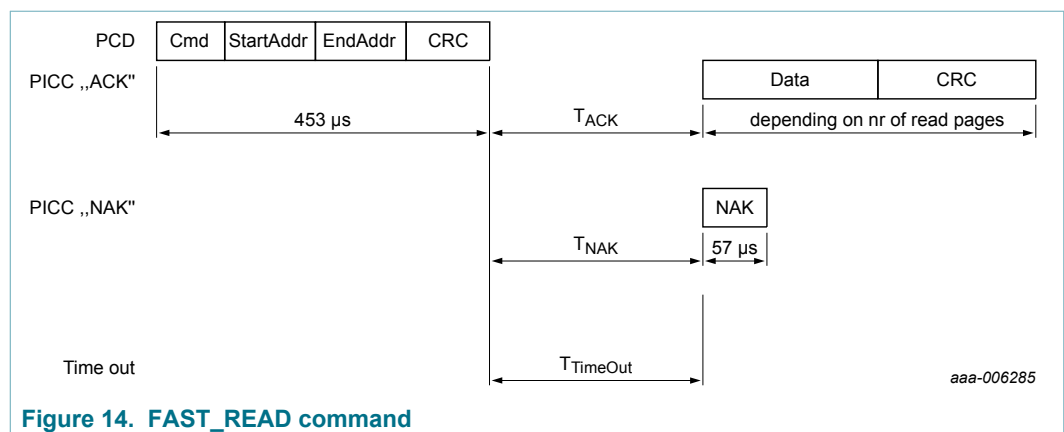 PCD Cmd StartAddr EndAddr CRC
PICC ,,ACK" Data CRC
453 µs TACK depending on nr of read pages
PICC ,,NAK" NAK
TNAK 57 µs
Time out TTimeOut
aaa-006285
Figure 14. FAST_READ command